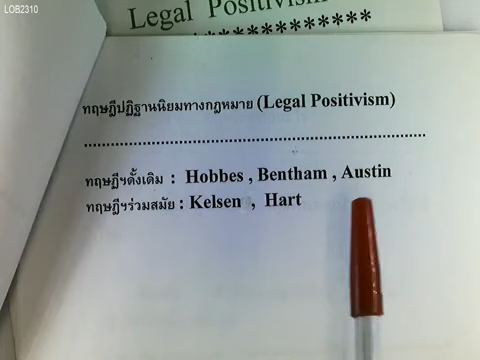 LOB2310
Legal Positivism
************
ทฤษฎีปฏิฐานนิยมทางกฎหมาย (Legal Positivism)
................................................................................
ทฤษฎีฯดั้งเดิม : Hobbes , Bentham , Austin
ทฤษฎีฯร่วมสมัย : Kelsen , Hart